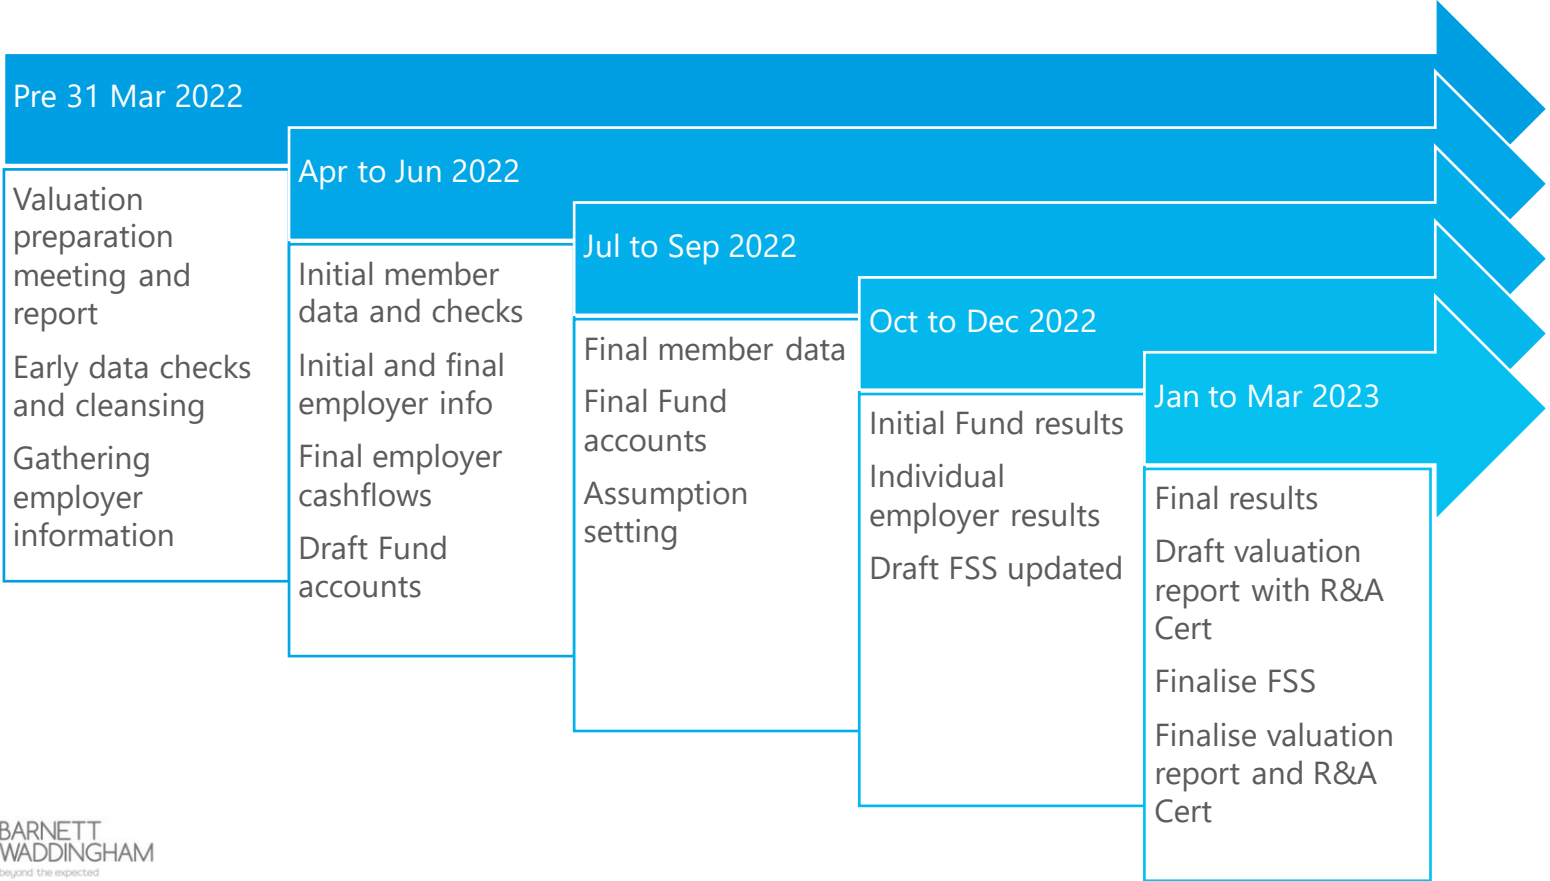 Pre 31 Mar 2022
Valuation
preparation
meeting and
report
Early data checks
and cleansing
Gathering
employer
information
Apr to Jun 2022
Initial member
data and checks
Initial and final
employer info
Final employer
cashflows
Draft Fund
accounts
Jul to Sep 2022
Final member data
Final Fund
accounts
Assumption
setting
Oct to Dec 2022
Initial Fund results
Individual
employer results
Draft FSS updated
Jan to Mar 2023
Final results
Draft valuation
report with R&A
Cert
Finalise FSS
Finalise valuation
report and R&A
Cert
BARNETT
WADDINGHAM
beyond the expected